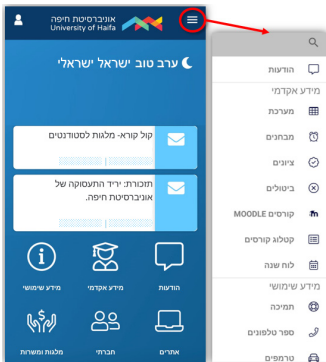 אוניברסיטת חיפה
University of Haifa
ערב טוב ישראל ישראלי
קול קורא- מלגות לסטודנטים
תזכורת: יריד התעסוקה של
אוניברסיטת חיפה.
הודעות
מידע אקדמי
מידע שימושי
אתרים
חברתי
מלגות ומשרות
הודעות
מידע אקדמי
מערכת
מבחנים
ציונים
ביטולים
קורסים MOODLE
קטלוג קורסים
לוח שנה
מידע שימושי
תמיכה
ספר טלפונים
טרמפים